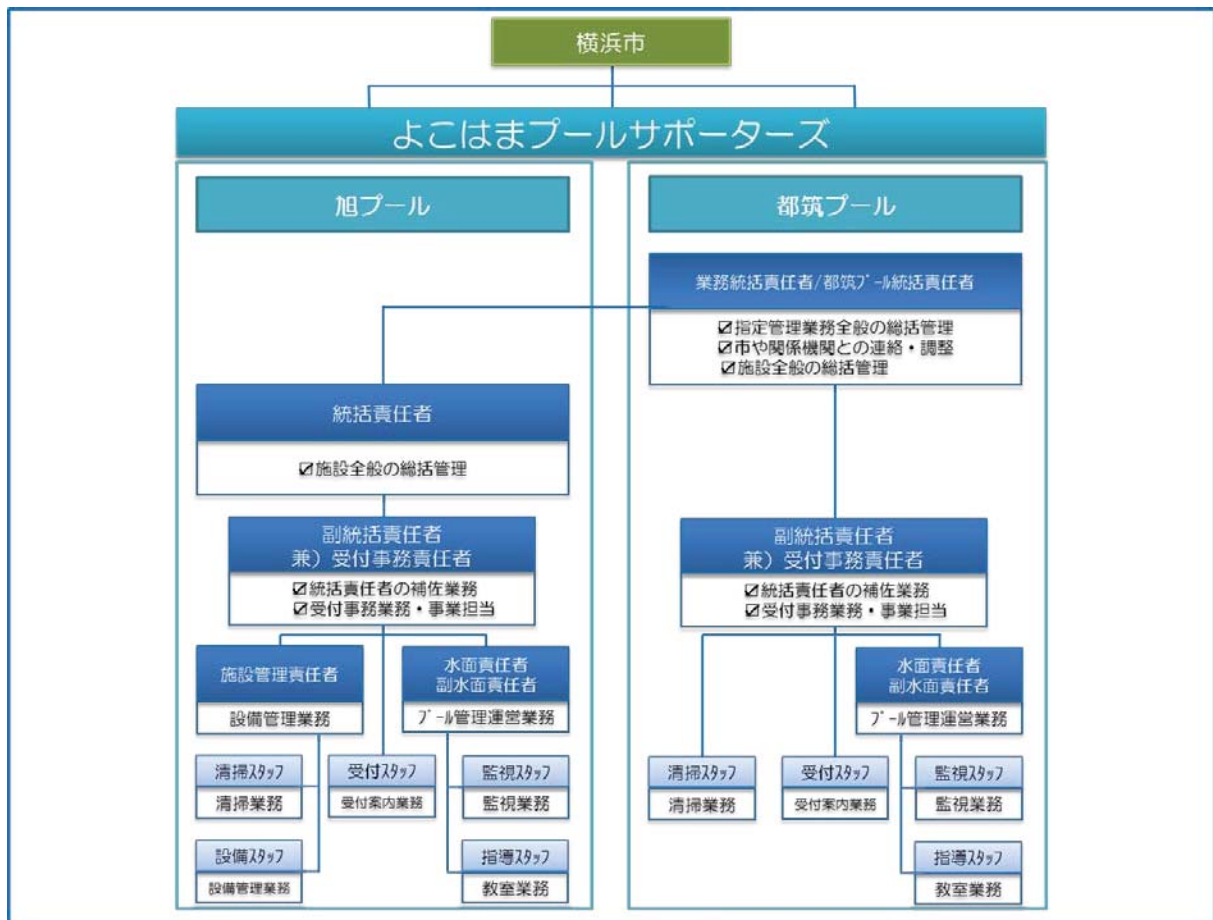 横浜市
よこはまプールサポーターズ
旭プール
統括責任者
☑施設全般の総括管理
副統括責任者
兼）受付事務責任者
☑統括責任者の補佐業務
☑受付事務業務・事業担当
施設管理責任者
設備管理業務
水面責任者
副水面責任者
ﾌﾟｰﾙ管理運営業務
清掃ｽﾀｯﾌ
清掃業務
受付ｽﾀｯﾌ
受付案内業務
監視ｽﾀｯﾌ
監視業務
設備ｽﾀｯﾌ
設備管理業務
指導ｽﾀｯﾌ
教室業務
都筑プール
業務統括責任者/都筑ﾌﾟｰﾙ統括責任者
☑指定管理業務全般の総括管理
☑市や関係機関との連絡・調整
☑施設全般の総括管理
副統括責任者
兼）受付事務責任者
☑統括責任者の補佐業務
☑受付事務業務・事業担当
水面責任者
副水面責任者
ﾌﾟｰﾙ管理運営業務
清掃ｽﾀｯﾌ
清掃業務
受付ｽﾀｯﾌ
受付案内業務
監視ｽﾀｯﾌ
監視業務
指導ｽﾀｯﾌ
教室業務